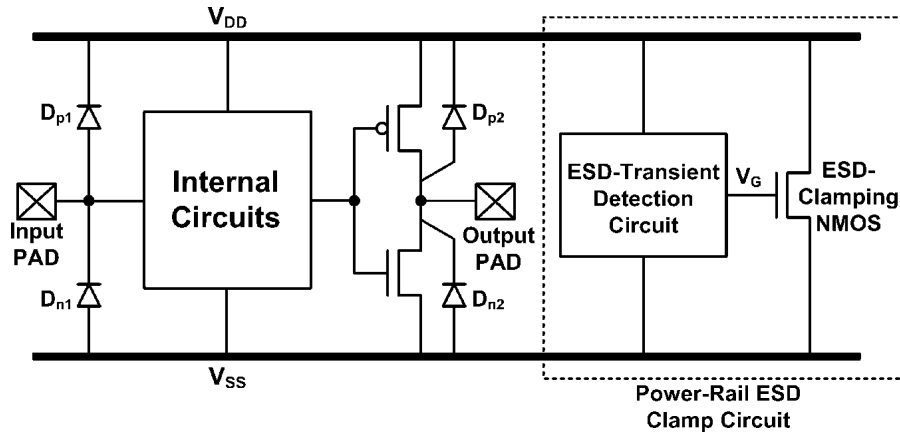 VDD
Dp1
Dp2
Internal
Circuits
ESD-Transient
Detection
Circuit
VG
ESD-
Clamping
NMOS
Input
PAD
Output
PAD
Dn1
Dn2
VSS
Power-Rail ESD
Clamp Circuit